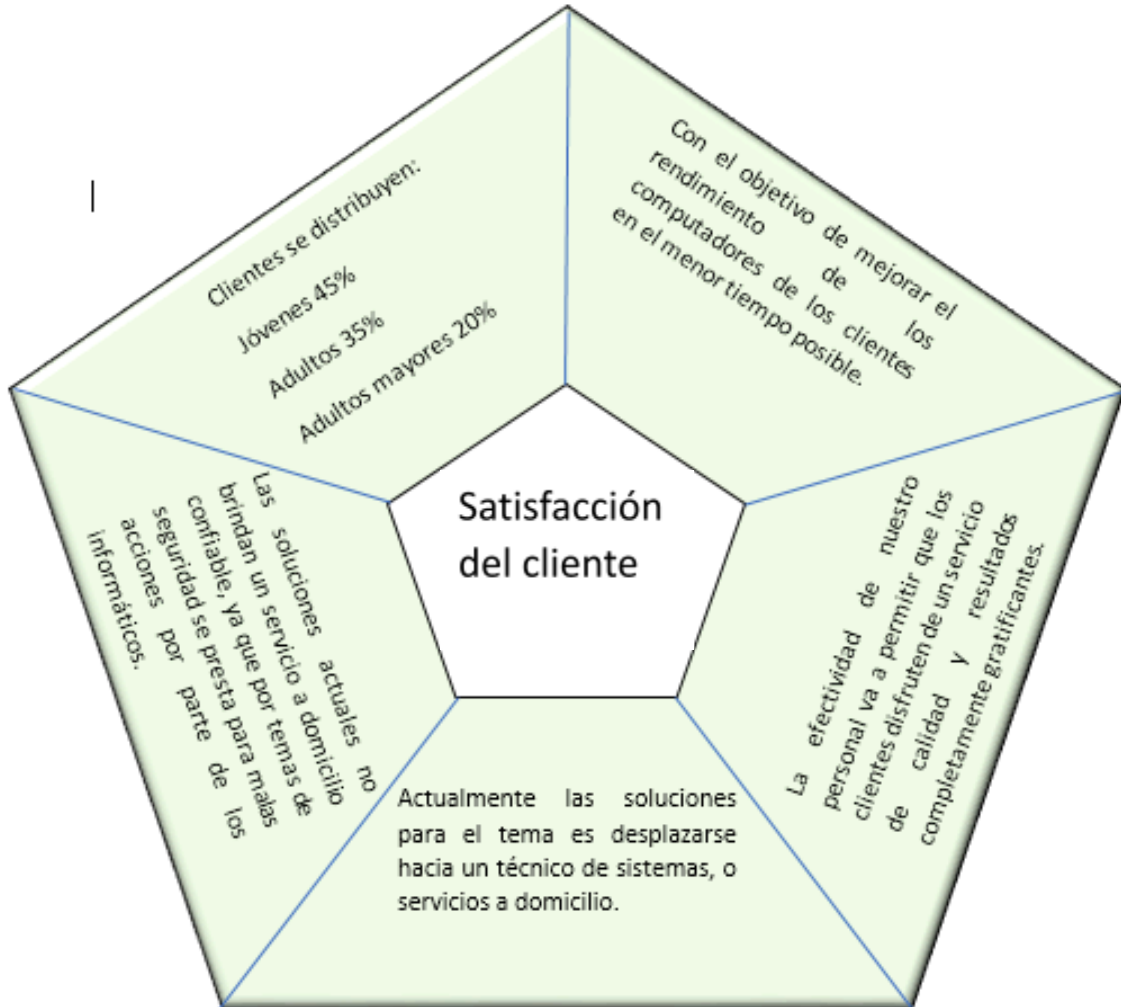 Clientes se distribuyen:
Jóvenes 45%
Adultos 35%
Adultos mayores 20%
Con el objetivo de mejorar el
rendimiento de los
computadores de los clientes
en el menor tiempo posible.
Satisfacción
del cliente
Las soluciones actuales no
brindan un servicio a domicilio
confiable, ya que por temas de
seguridad se presta para malas
acciones por parte de los
informáticos.
La efectividad de nuestro
personal va a permitir que los
clientes disfruten de un servicio
de calidad y resultados
completamente gratificantes.
Actualmente las soluciones
para el tema es desplazarse
hacia un técnico de sistemas, o
servicios a domicilio.